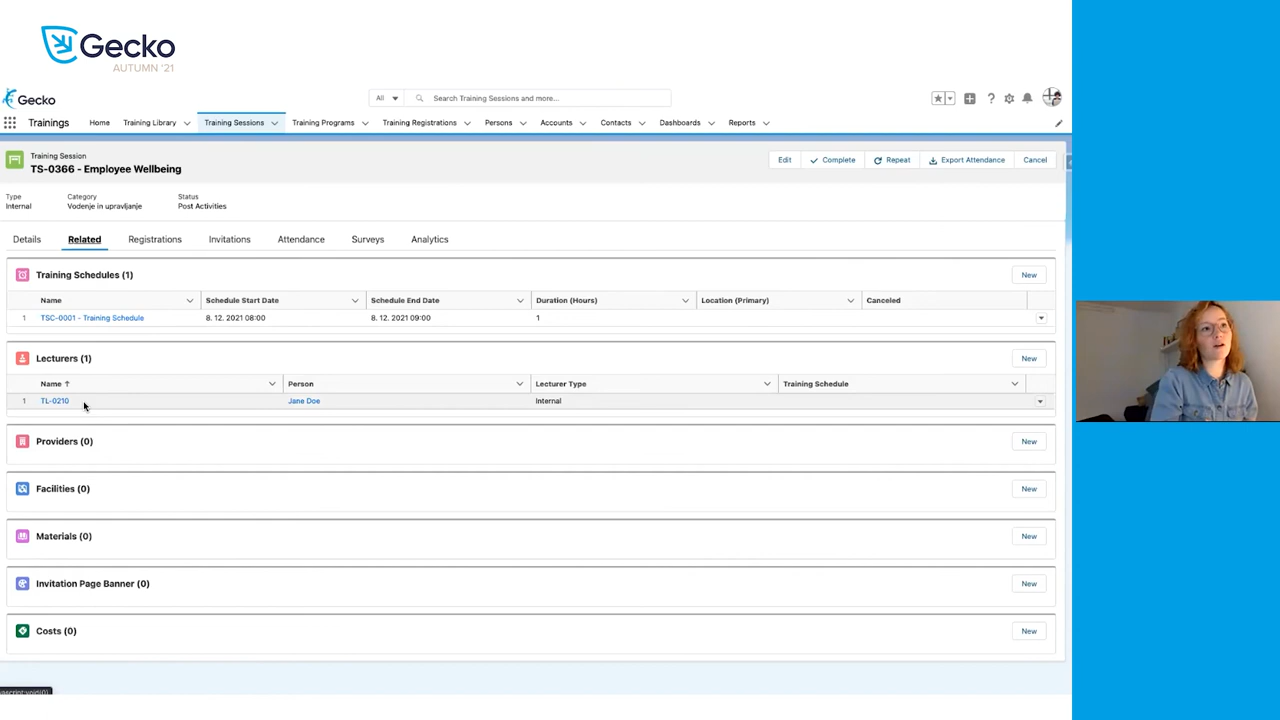 Gecko
AUTUMN '21
Gecko
All
Search Training Sessions and more...
Trainings Home Training Library Training Sessions Training Programs Training Registrations Persons Accounts Contacts Dashboards Reports
Training Session
TS-0366 - Employee Wellbeing
Edit Complete Repeat Export Attendance Cancel
Type Category Status
Internal Vodenje in upravljanje Post Activities
Details Related Registrations Invitations Attendance Surveys Analytics
Training Schedules (1) New
Name Schedule Start Date Schedule End Date Duration (Hours) Location (Primary) Canceled
1 TSC-0001 - Training Schedule 8. 12. 2021 08:00 8. 12. 2021 09:00 1
Lecturers (1) New
Name ↑ Person Lecturer Type Training Schedule
1 TL-0210 Jane Doe Internal
Providers (0) New
Facilities (0) New
Materials (0) New
Invitation Page Banner (0) New
Costs (0) New
ascript:void(0)